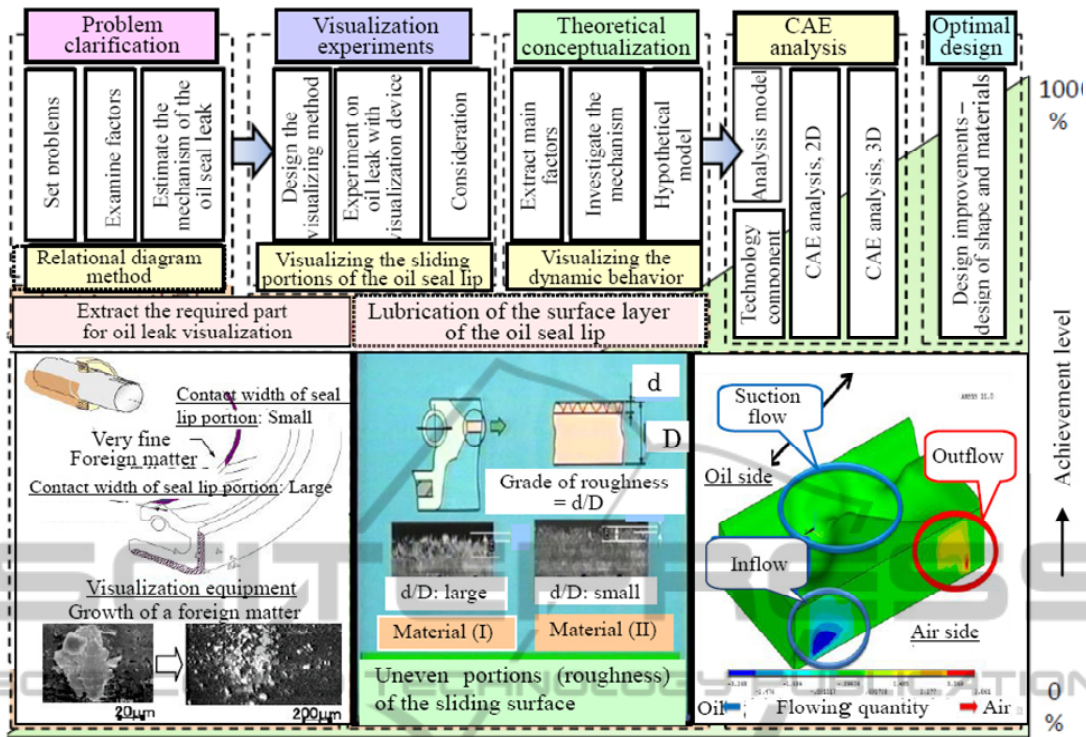 Problem
clarification
Visualization
experiments
Theoretical
conceptualization
CAE
analysis
Optimal
design
Set problems
Examine factors
Estimate the
mechanism of the
oil seal leak
Design the
visualizing method
Experiment on
oil leak with
visualization device
Consideration
Extract main
factors
Investigate the
mechanism
Hypothetical
model
Analysis model
Technology
component
CAE analysis, 2D
CAE analysis, 3D
Design improvements –
design of shape and materials
100
%
Relational diagram
method
Visualizing the sliding
portions of the oil seal lip
Visualizing the
dynamic behavior
Extract the required part
for oil leak visualization
Lubrication of the surface layer
of the oil seal lip
Achievement level
0
%
Contact width of seal
lip portion: Small
Very fine
Foreign matter
Contact width of seal lip portion: Large
Visualization equipment
Growth of a foreign matter
20μm
200μm
d
D
Grade of roughness
= d/D
d/D: large
d/D: small
Material (I)
Material (II)
Uneven portions (roughness)
of the sliding surface
Suction
flow
Oil side
Outflow
Inflow
Air side
Oil
Flowing quantity
Air
SCITEPRESS
TECHNOLOGY PUBLICATIONS